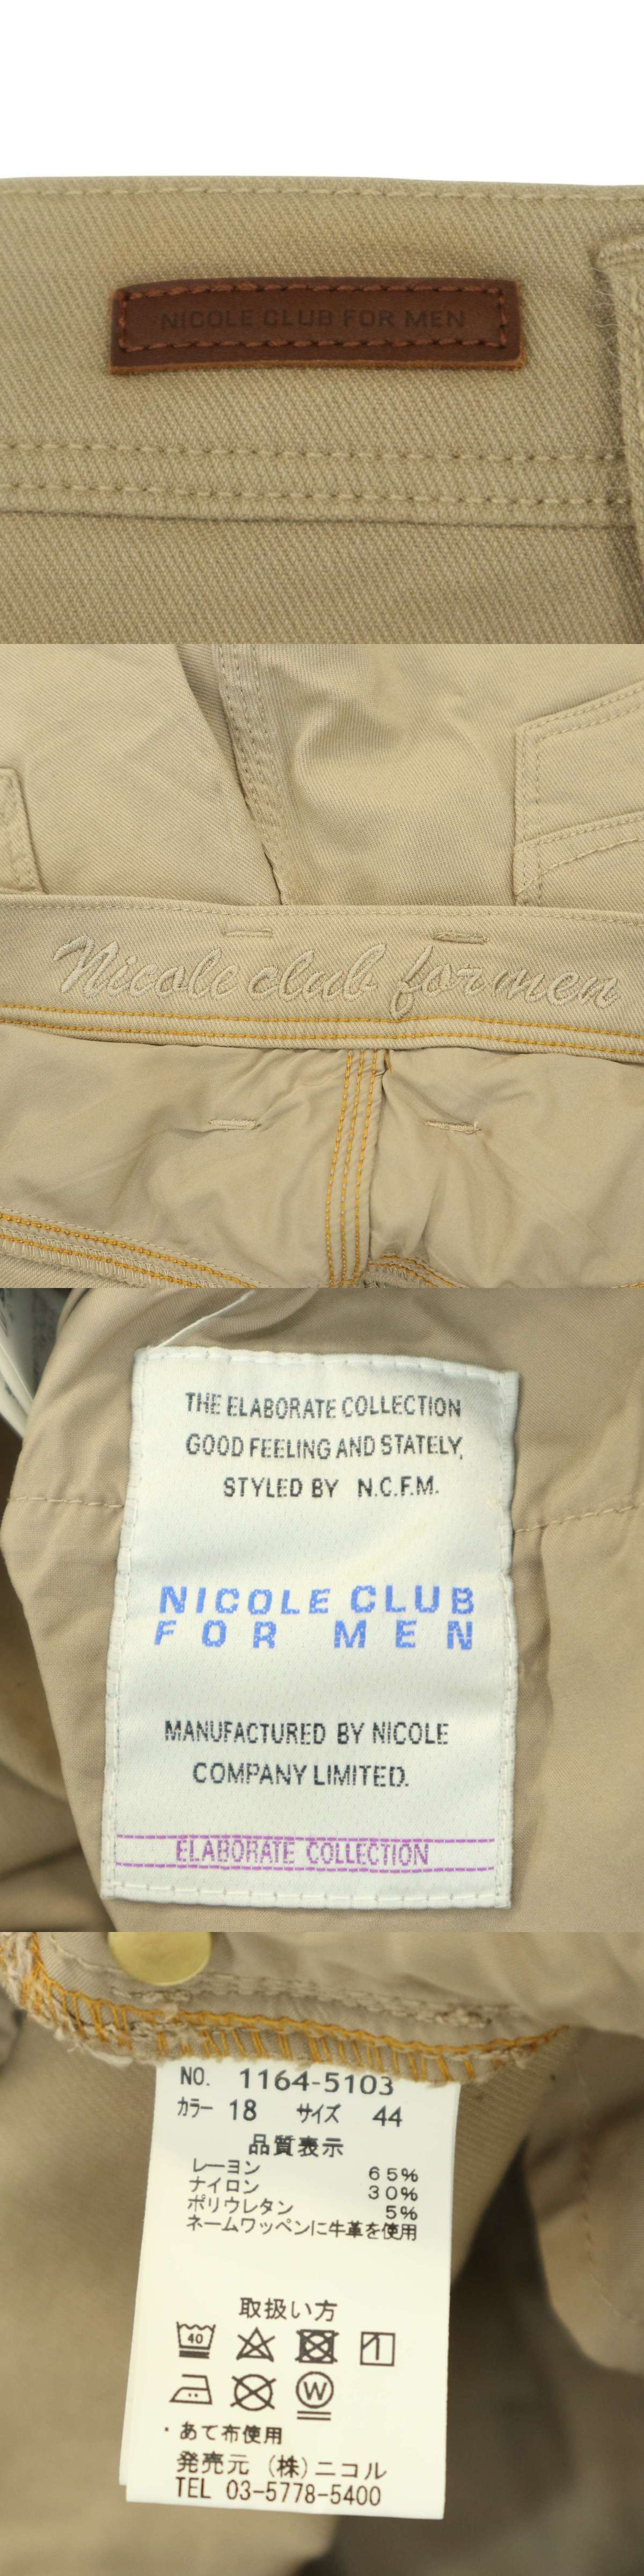 NICOLE CLUB FOR MEN
Nicole club for men
THE ELABORATE COLLECTION
GOOD FEELING AND STATELY,
STYLED BY N.C.F.M.
NICOLE CLUB
FOR MEN
MANUFACTURED BY NICOLE
COMPANY LIMITED.
ELABORATE COLLECTION
NO. 1164-5103
カラー 18 サイズ 44
品質表示
レーヨン 65%
ナイロン 30%
ポリウレタン 5%
ネームワッペンに牛革を使用
取扱い方
40
W
・あて布使用
発売元 (株)ニコル
TEL 03-5778-5400